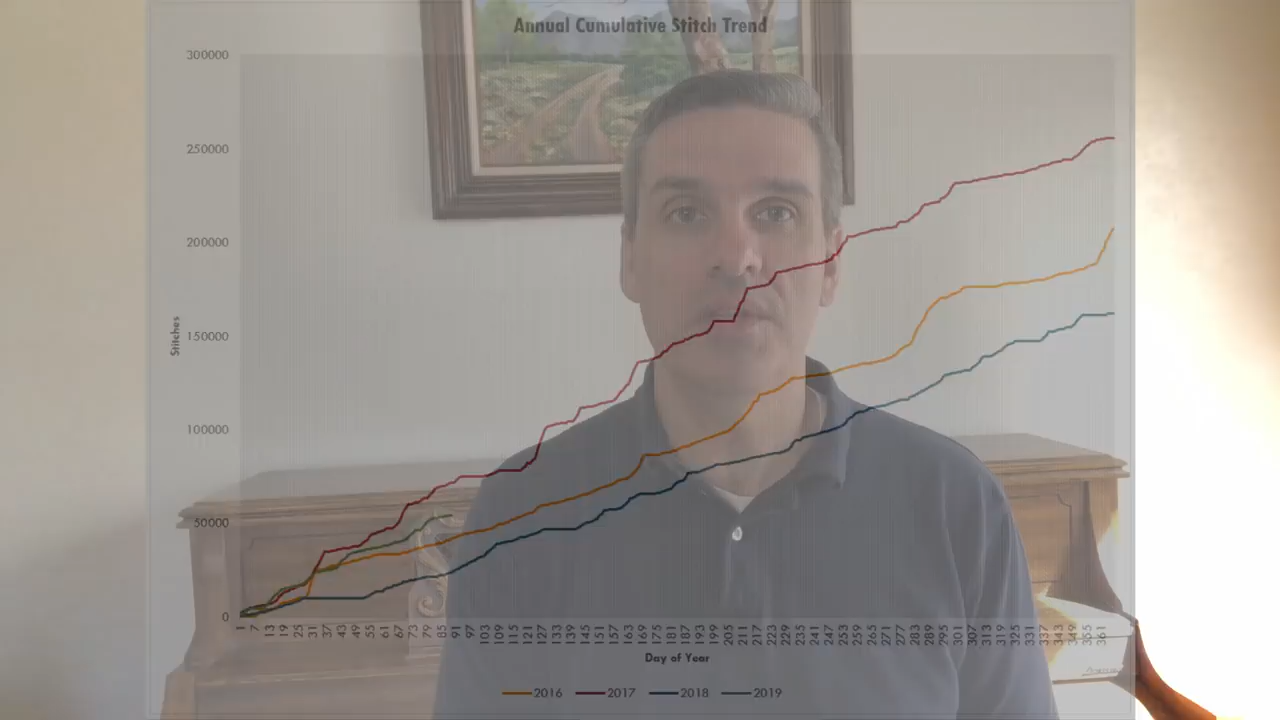 Annual Cumulative Stitch Trend
300000
250000
200000
150000
100000
50000
0
Stitches
1 7 13 19 25 31 37 43 49 55 61 67 73 79 85 91 97 103 109 115 121 127 133 139 145 151 157 163 169 175 181 187 193 199 205 211 217 223 229 235 241 247 253 259 265 271 277 283 289 295 301 307 313 319 325 331 337 343 349 355 361
Day of Year
2016 2017 2018 2019